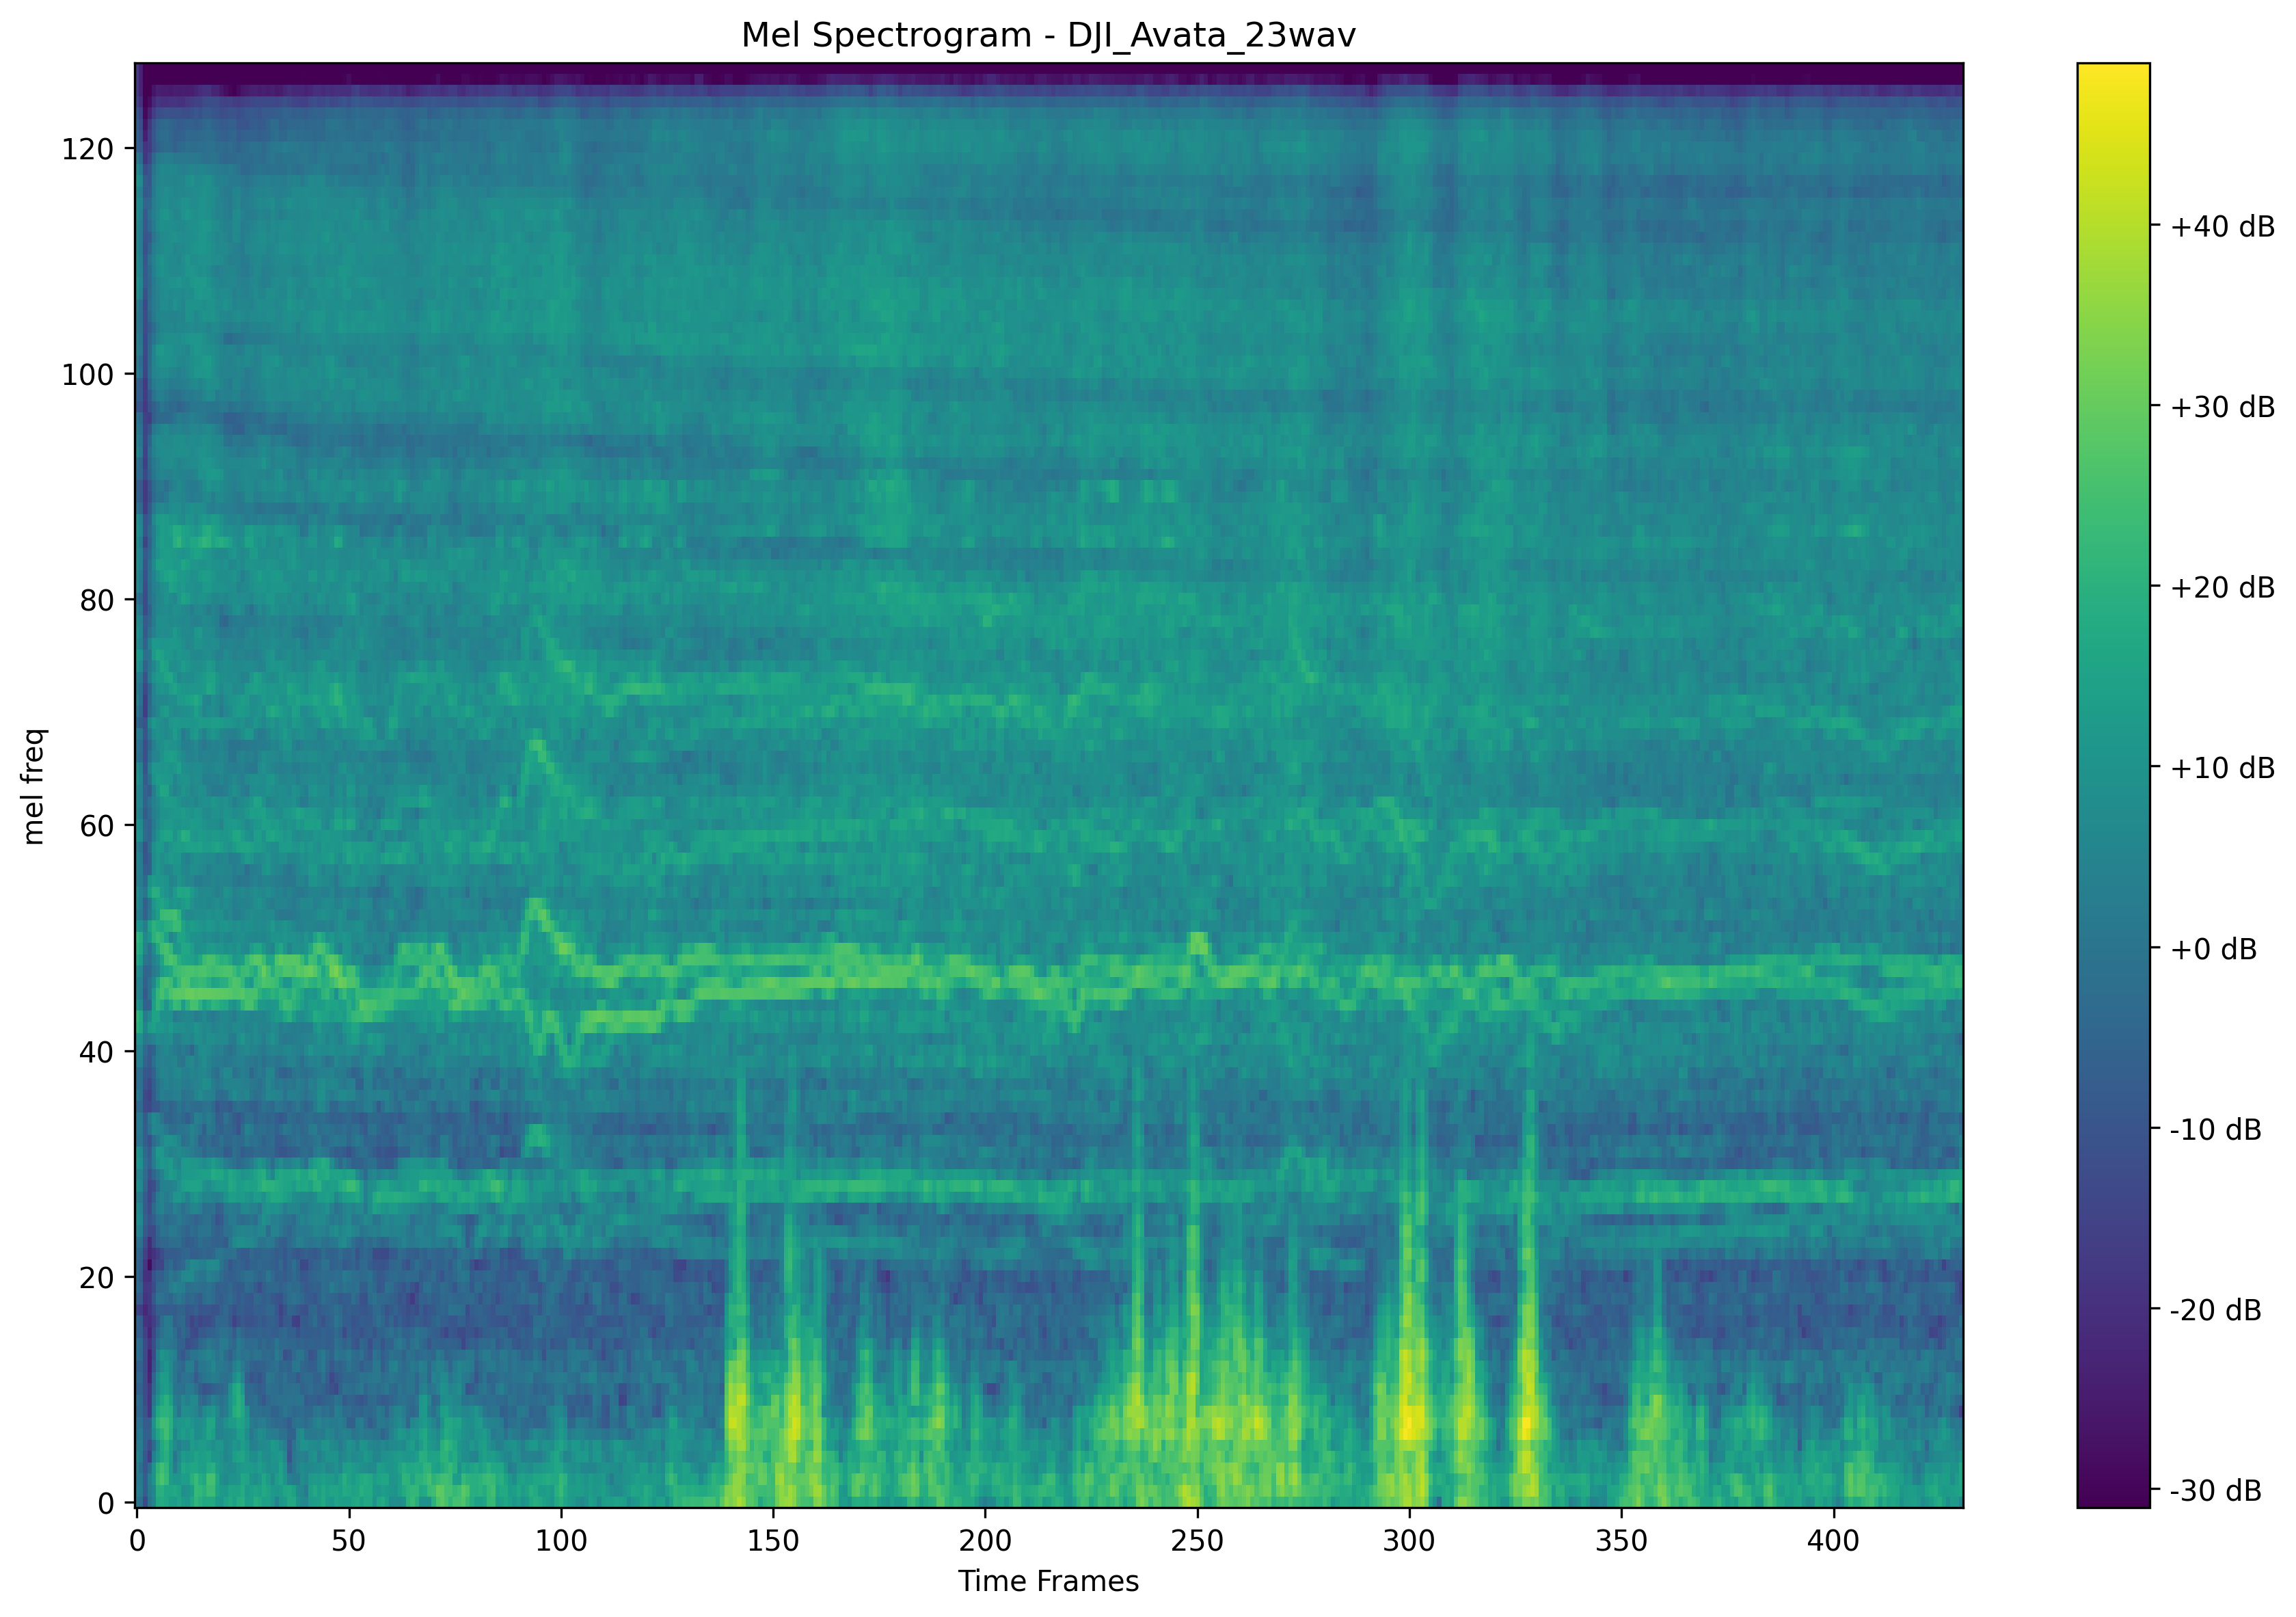 Mel Spectrogram - DJI_Avata_23wav
mel freq
120
100
80
60
40
20
0
0 50 100 150 200 250 300 350 400
Time Frames
+40 dB
+30 dB
+20 dB
+10 dB
+0 dB
-10 dB
-20 dB
-30 dB